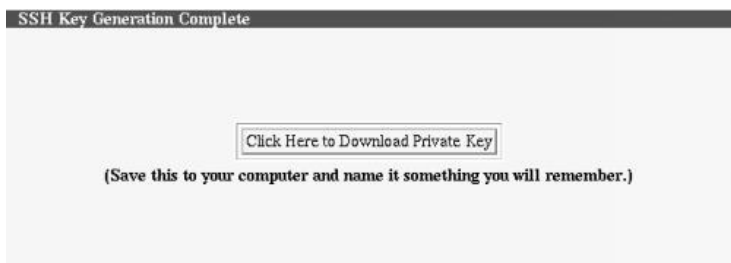 SSH Key Generation Complete
Click Here to Download Private Key
(Save this to your computer and name it something you will remember.)